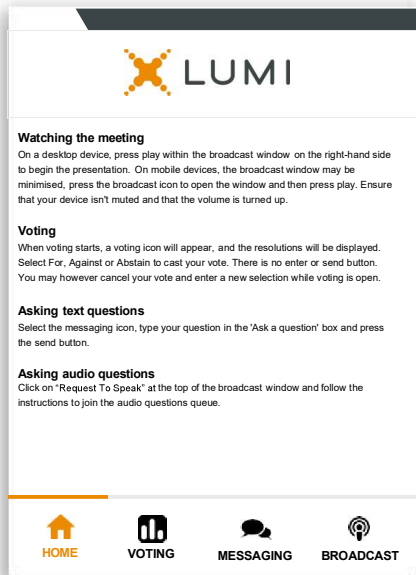 LUMI
Watching the meeting
On a desktop device, press play within the broadcast window on the right-hand side
to begin the presentation. On mobile devices, the broadcast window may be
minimised, press the broadcast icon to open the window and then press play. Ensure
that your device isn't muted and that the volume is turned up.
Voting
When voting starts, a voting icon will appear, and the resolutions will be displayed.
Select For, Against or Abstain to cast your vote. There is no enter or send button.
You may however cancel your vote and enter a new selection while voting is open.
Asking text questions
Select the messaging icon, type your question in the 'Ask a question' box and press
the send button.
Asking audio questions
Click on "Request To Speak" at the top of the broadcast window and follow the
instructions to join the audio questions queue.
HOME VOTING MESSAGING BROADCAST